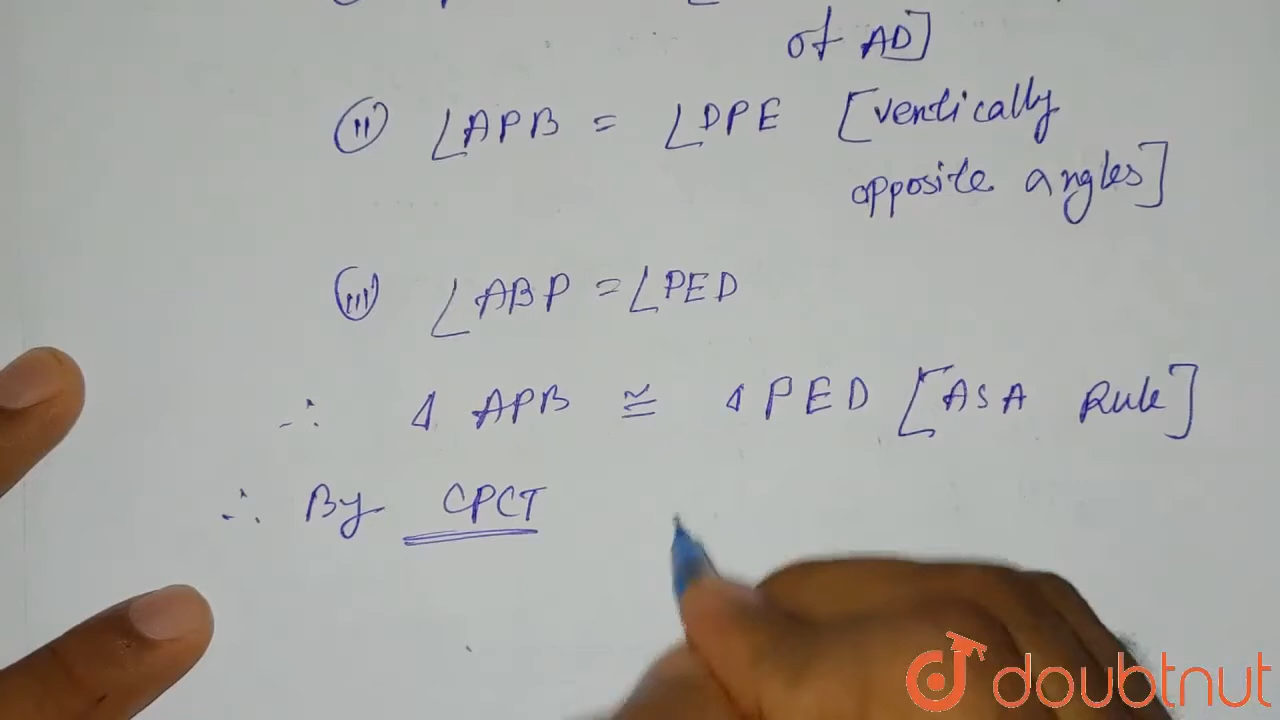 of AD]
(ii) ∠APB = ∠DPE [vertically
opposite angles]
(iii) ∠ABP = ∠PED
∴ Δ APB ≅ Δ PED [ASA Rule]
∴ By CPCT
doubtnut